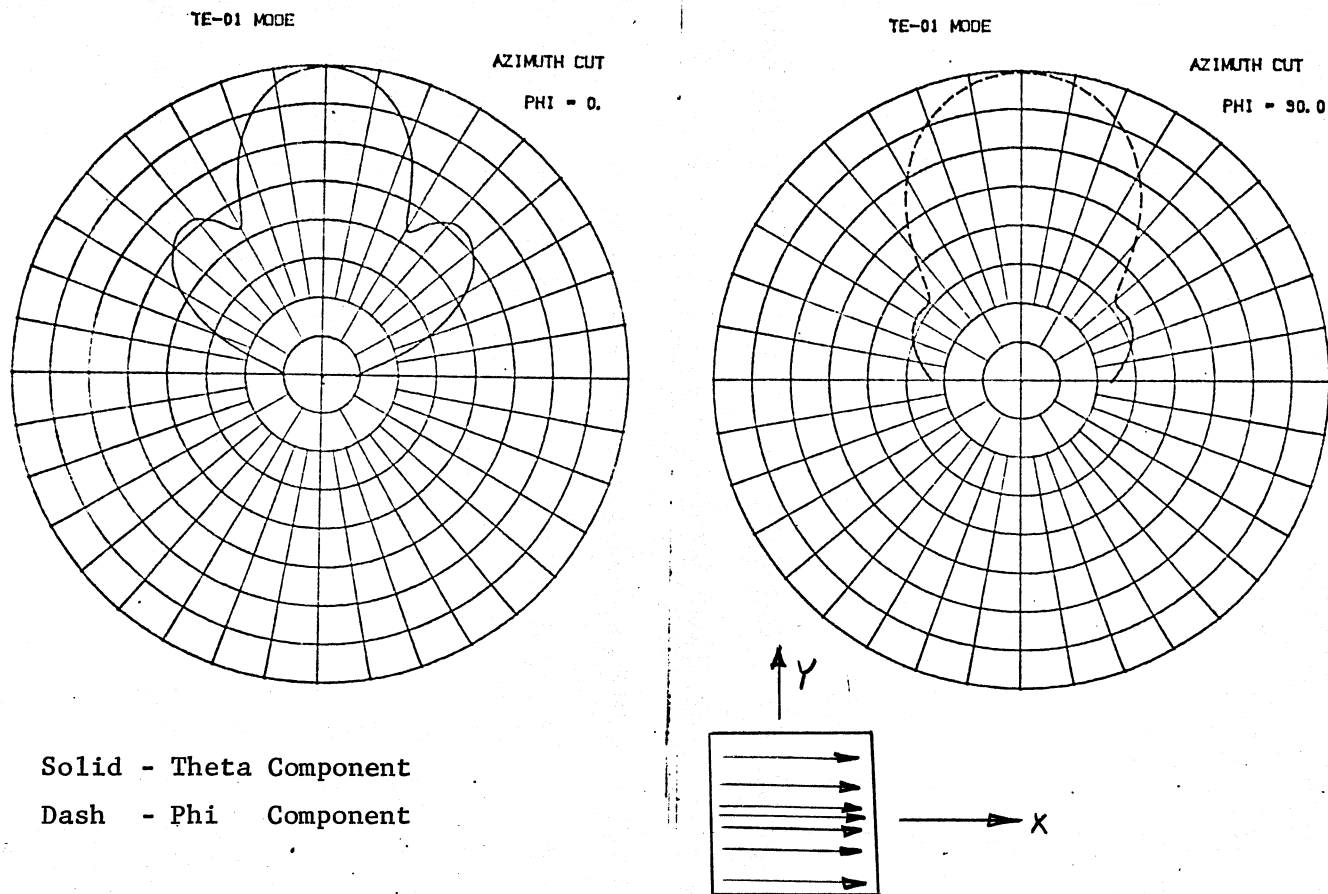 TE-01 MODE
AZIMUTH CUT
PHI = 0.
TE-01 MODE
AZIMUTH CUT
PHI = 90.0
Solid - Theta Component
Dash - Phi Component
Y
X